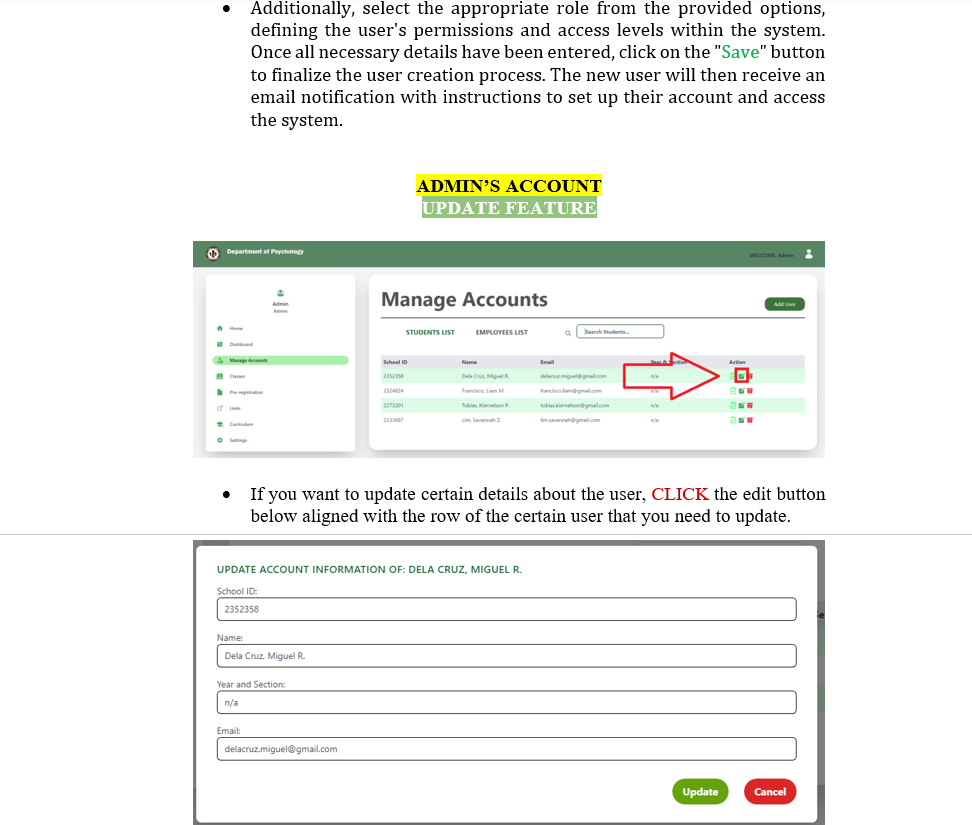 • Additionally, select the appropriate role from the provided options,
defining the user's permissions and access levels within the system.
Once all necessary details have been entered, click on the "Save" button
to finalize the user creation process. The new user will then receive an
email notification with instructions to set up their account and access
the system.
ADMIN’S ACCOUNT
UPDATE FEATURE
Department of Psychology
WELCOME, Admin
Admin
Admin
Home
Dashboard
Manage Accounts
Classes
Pre-registration
Links
Curriculum
Settings
Manage Accounts
Add User
STUDENTS LIST EMPLOYEES LIST Search Students...
School ID Name Email Year & Section Action
2352358 Dela Cruz, Miguel R. delacruz.miguel@gmail.com n/a
2324824 Francisco, Liam M. francisco.liam@gmail.com n/a
2273201 Tobias, Kiernelson P. tobias.kiernelson@gmail.com n/a
2233887 Lim, Savannah Z. lim.savannah@gmail.com n/a
• If you want to update certain details about the user, CLICK the edit button
below aligned with the row of the certain user that you need to update.
UPDATE ACCOUNT INFORMATION OF: DELA CRUZ, MIGUEL R.
School ID:
2352358
Name:
Dela Cruz, Miguel R.
Year and Section:
n/a
Email:
delacruz.miguel@gmail.com
Update Cancel